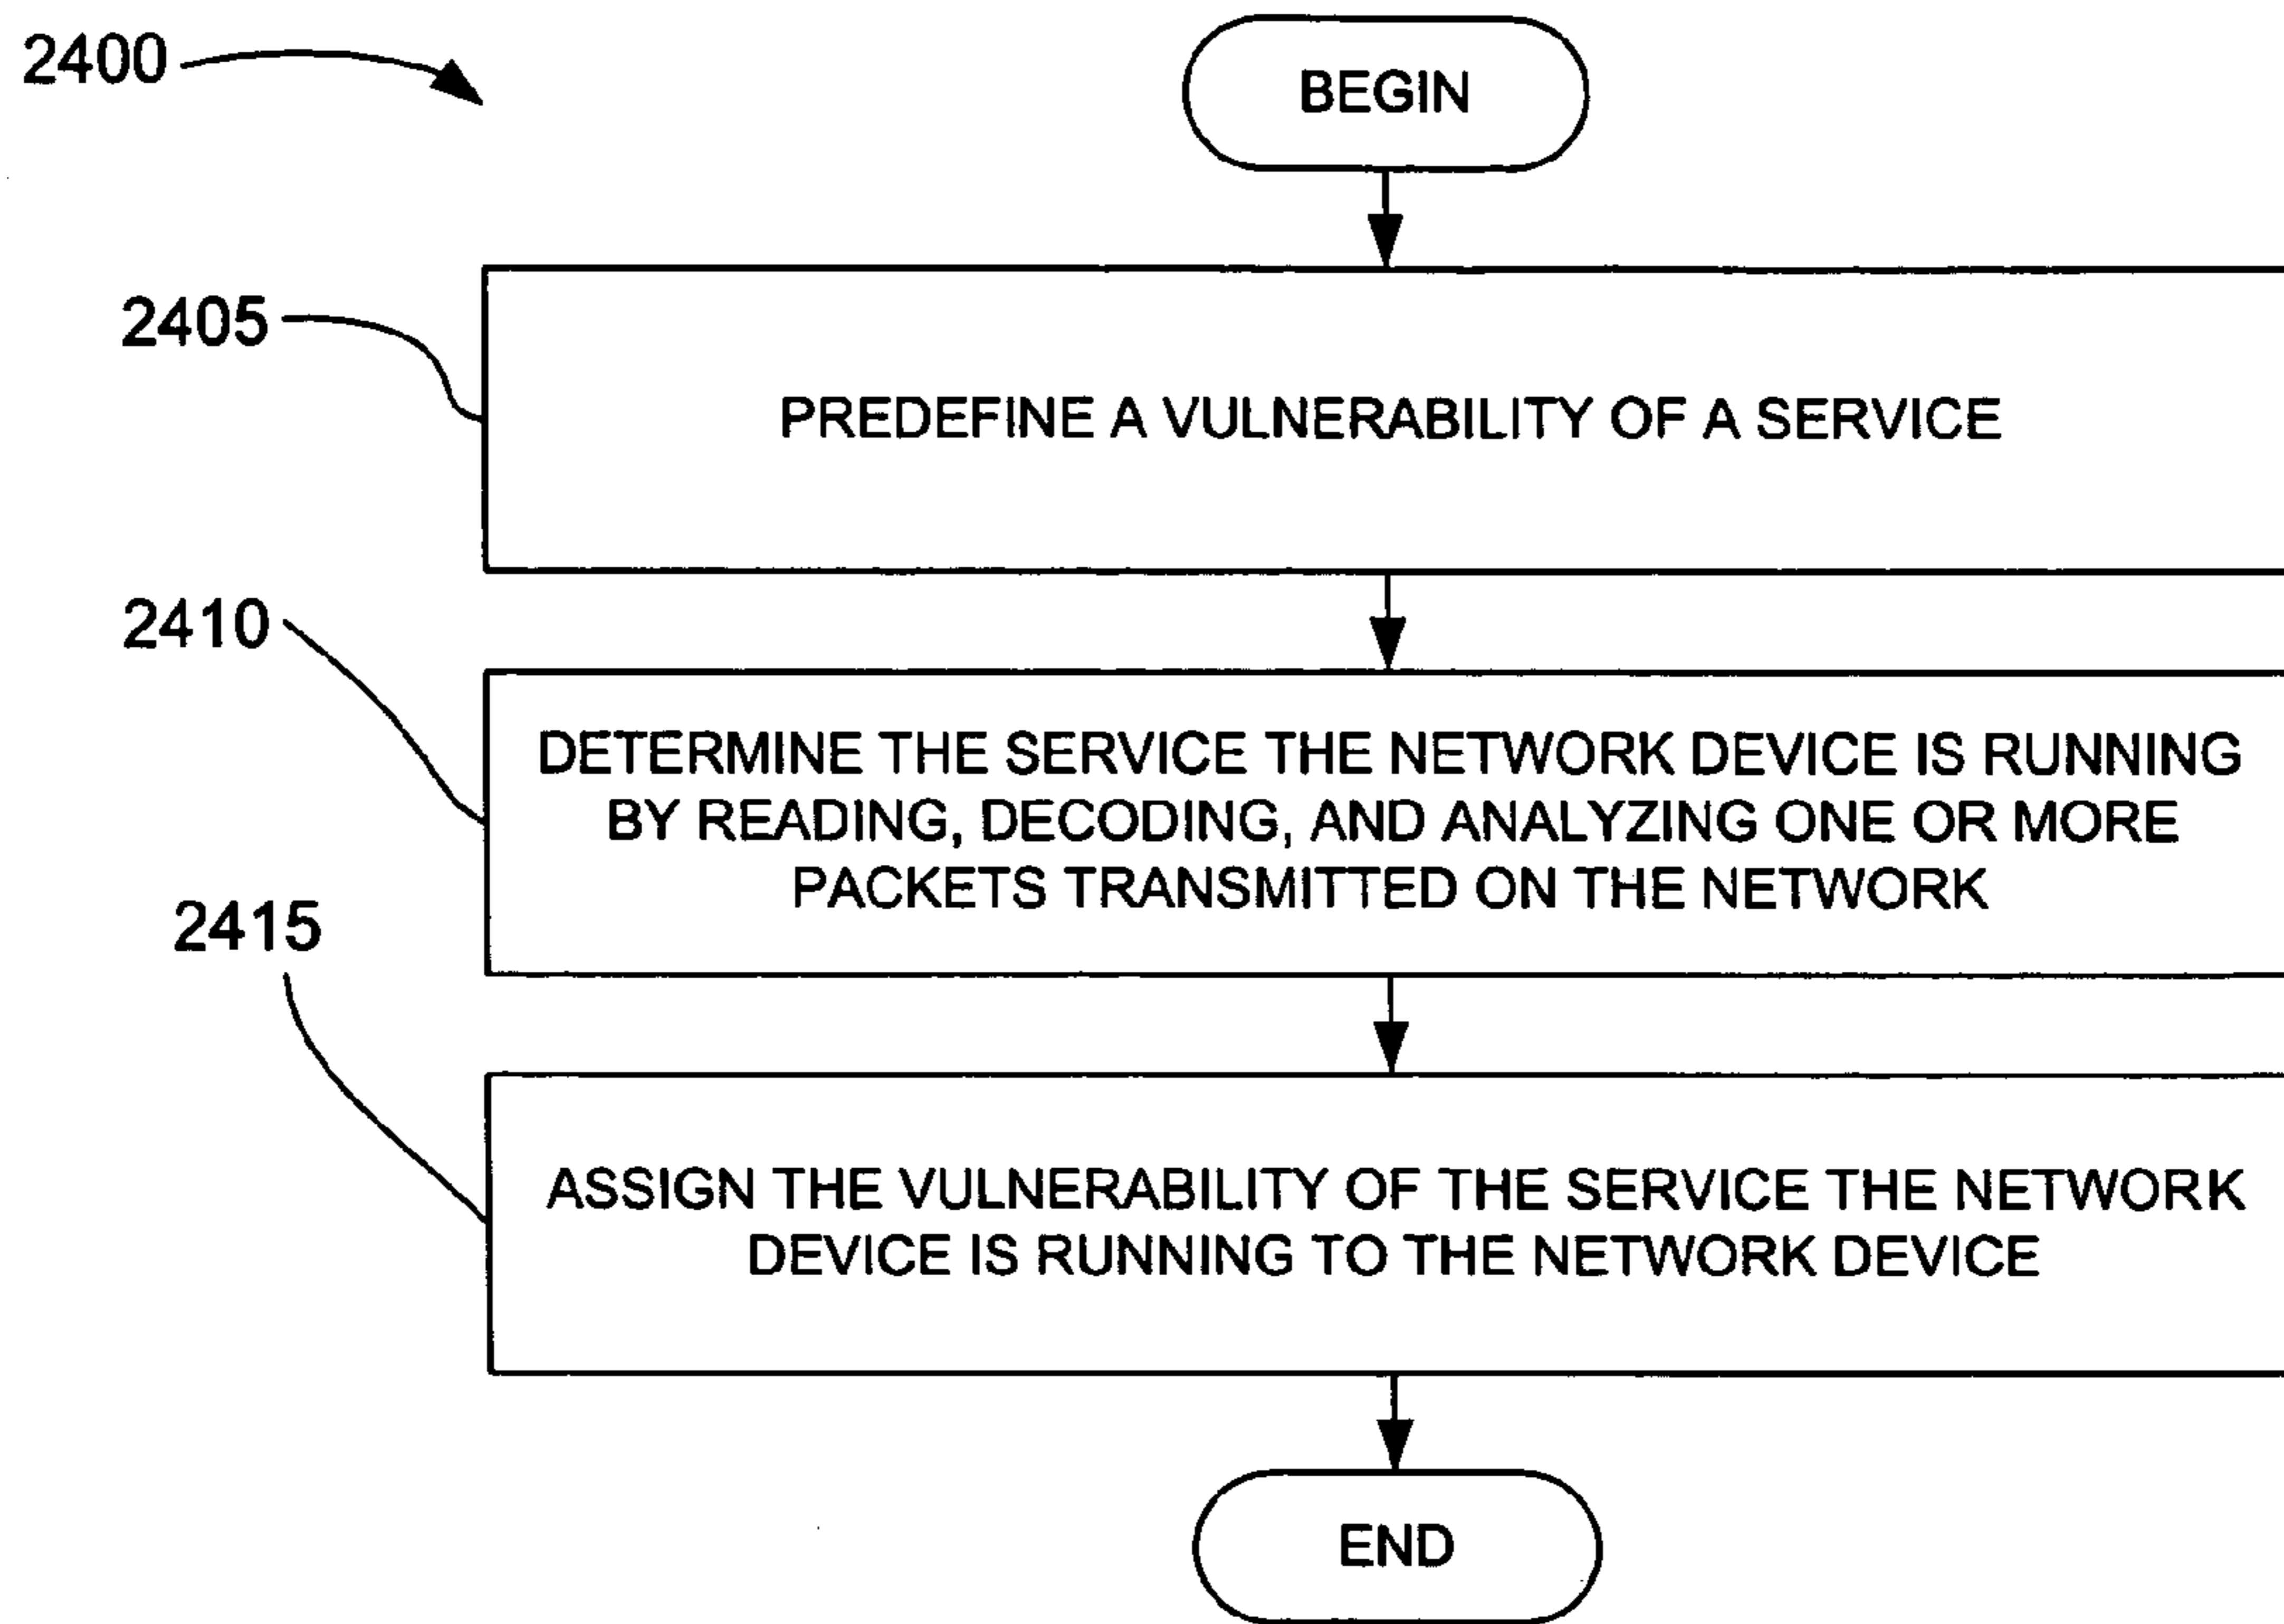 2400
BEGIN
2405
PREDEFINE A VULNERABILITY OF A SERVICE
2410
DETERMINE THE SERVICE THE NETWORK DEVICE IS RUNNING
BY READING, DECODING, AND ANALYZING ONE OR MORE
PACKETS TRANSMITTED ON THE NETWORK
2415
ASSIGN THE VULNERABILITY OF THE SERVICE THE NETWORK
DEVICE IS RUNNING TO THE NETWORK DEVICE
END